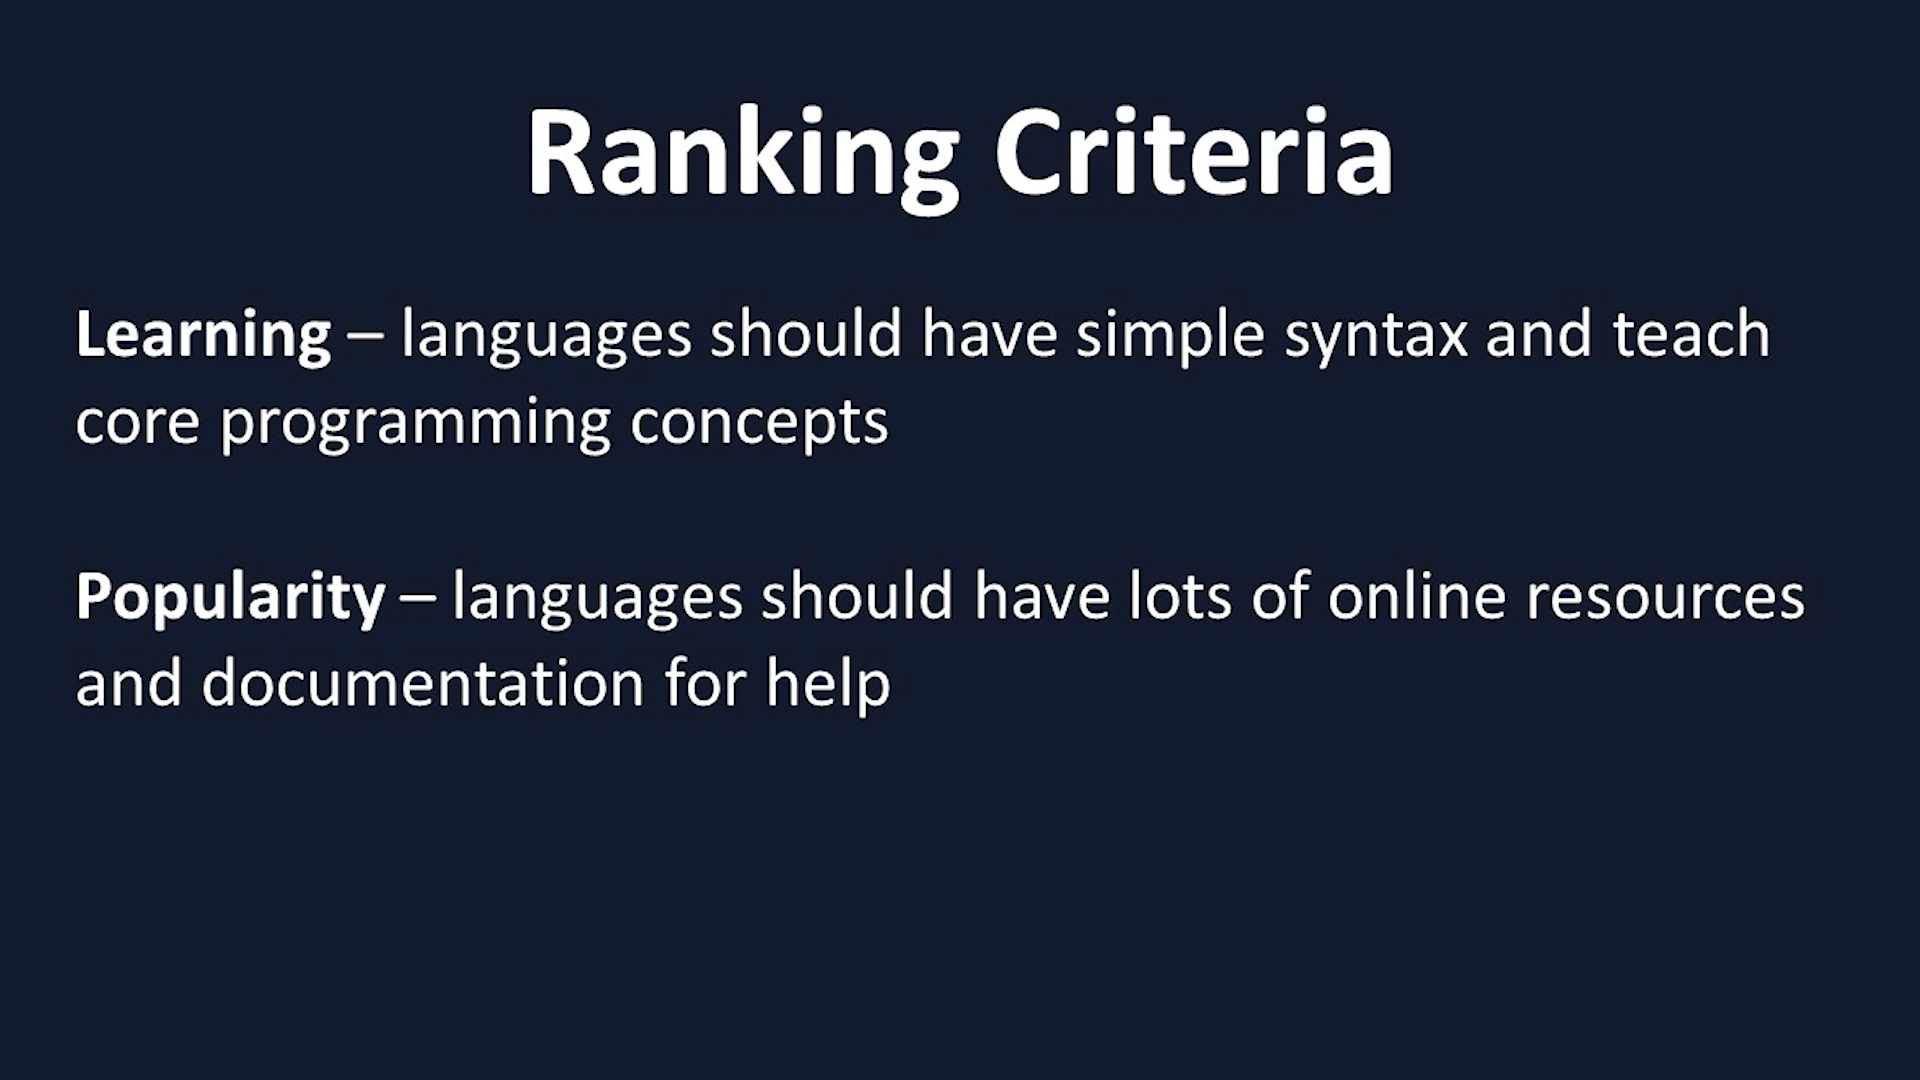 Ranking Criteria
Learning – languages should have simple syntax and teach
core programming concepts
Popularity – languages should have lots of online resources
and documentation for help